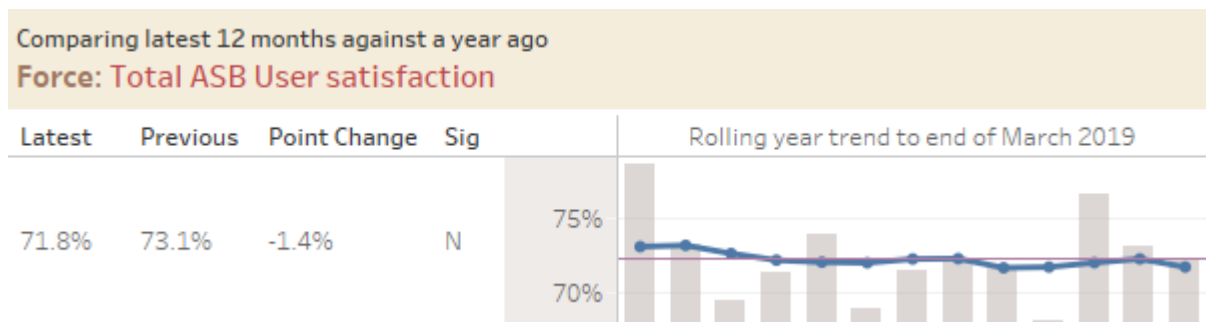 Comparing latest 12 months against a year ago
Force: Total ASB User satisfaction
Latest Previous Point Change Sig Rolling year trend to end of March 2019
75%
71.8% 73.1% -1.4% N
70%